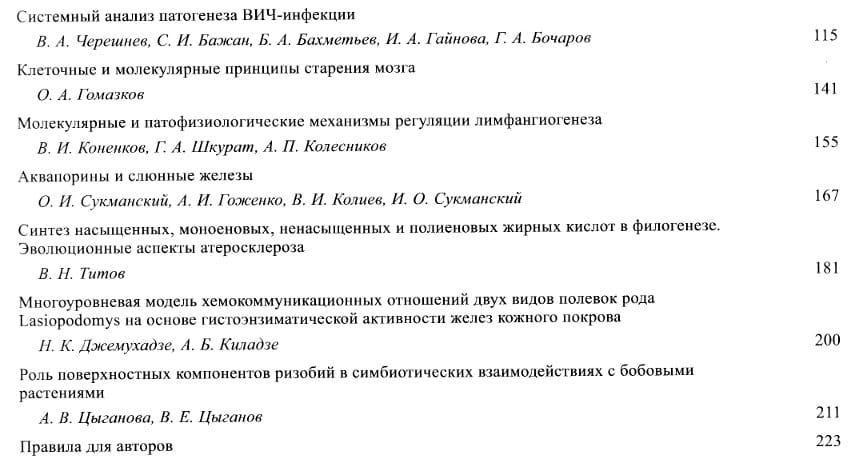 Системный анализ патогенеза ВИЧ-инфекции
В. А. Черешнев, С. И. Бажан, Б. А. Бахметьев, И. А. Гайнова, Г. А. Бочаров 115
Клеточные и молекулярные принципы старения мозга
О. А. Гомазков 141
Молекулярные и патофизиологические механизмы регуляции лимфангиогенеза
В. И. Коненков, Г. А. Шкурат, А. П. Колесников 155
Аквапорины и слюнные железы
О. И. Сукманский, А. И. Гоженко, В. И. Колиев, И. О. Сукманский 167
Синтез насыщенных, моноеновых, ненасыщенных и полиеновых жирных кислот в филогенезе.
Эволюционные аспекты атеросклероза
В. Н. Титов 181
Многоуровневая модель хемокоммуникационных отношений двух видов полевок рода
Lasiopodomys на основе гистоэнзиматической активности желез кожного покрова
Н. К. Джемухадзе, А. Б. Киладзе 200
Роль поверхностных компонентов ризобий в симбиотических взаимодействиях с бобовыми
растениями
А. В. Цыганова, В. Е. Цыганов 211
Правила для авторов 223